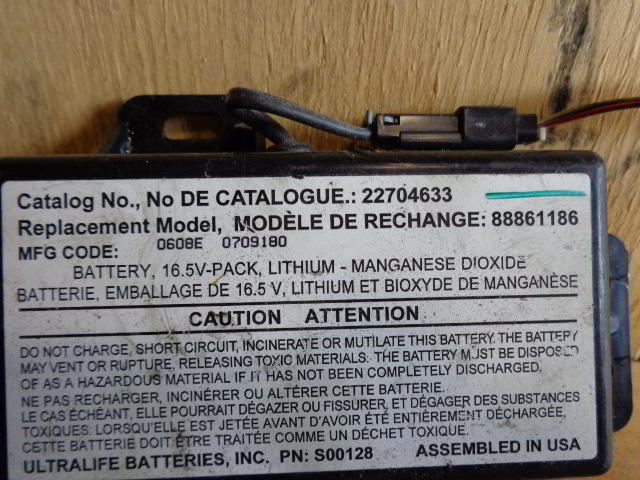 Catalog No., No DE CATALOGUE.: 22704633
Replacement Model, MODÈLE DE RECHANGE: 88861186
MFG CODE: 0608E 0709180
BATTERY, 16.5V-PACK, LITHIUM - MANGANESE DIOXIDE
BATTERIE, EMBALLAGE DE 16.5 V, LITHIUM ET BIOXYDE DE MANGANÈSE
CAUTION ATTENTION
DO NOT CHARGE, SHORT CIRCUIT, INCINERATE OR MUTILATE THIS BATTERY. THE BATTERY
MAY VENT OR RUPTURE, RELEASING TOXIC MATERIALS. THE BATTERY MUST BE DISPOSED
OF AS A HAZARDOUS MATERIAL IF IT HAS NOT BEEN COMPLETELY DISCHARGED.
NE PAS RECHARGER, INCINÉRER OU ALTÉRER CETTE BATTERIE.
LE CAS ÉCHÉANT, ELLE POURRAIT DÉGAZER OU FISSURER, ET DÉGAGER DES SUBSTANCES
TOXIQUES. LORSQU'ELLE EST USÉE AVANT D'AVOIR ÉTÉ ENTIÈREMENT DÉCHARGÉE,
CETTE BATTERIE DOIT ÊTRE TRAITÉE COMME UN DÉCHET TOXIQUE.
ULTRALIFE BATTERIES, INC. PN: S00128 ASSEMBLED IN USA